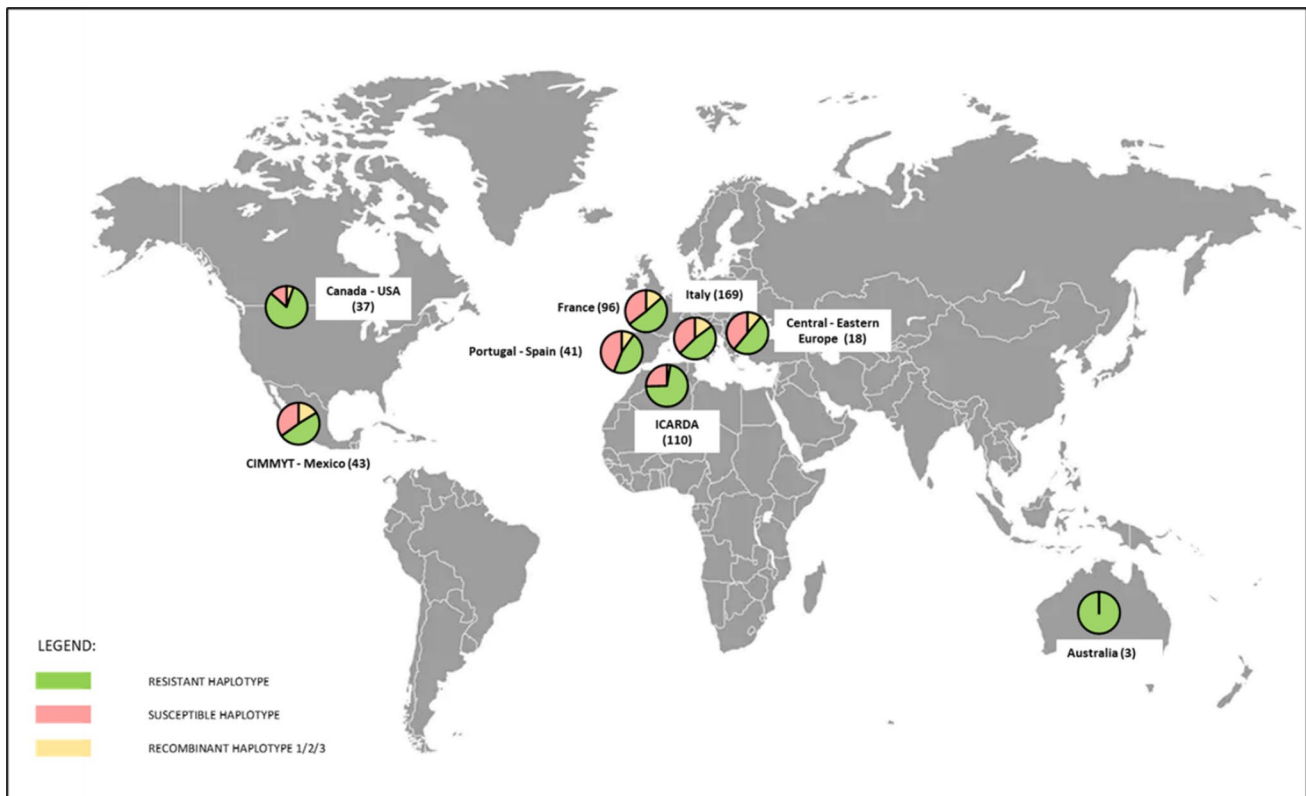 Canada - USA
(37)
France (96)
Italy (169)
Portugal - Spain (41)
Central - Eastern
Europe (18)
ICARDA
(110)
CIMMYT - Mexico (43)
Australia (3)
LEGEND:
RESISTANT HAPLOTYPE
SUSCEPTIBLE HAPLOTYPE
RECOMBINANT HAPLOTYPE 1/2/3